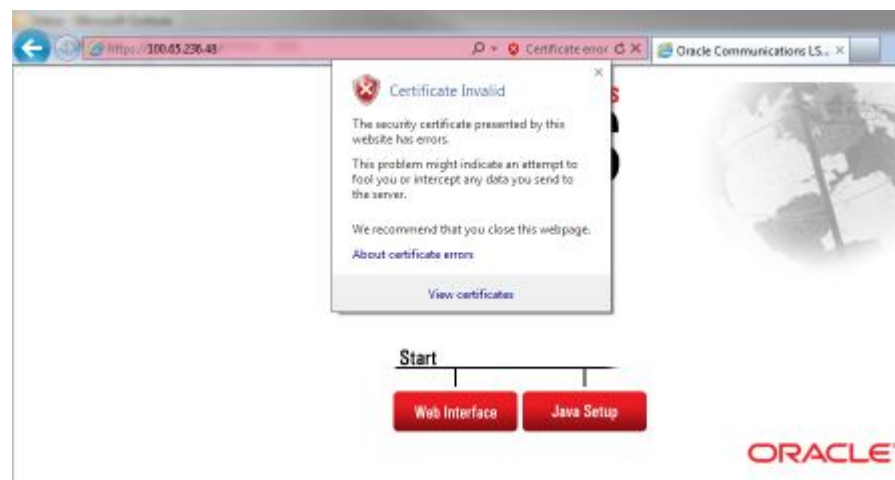 https://100.65.236.48/
Certificate error
Oracle Communications LS...
Certificate Invalid
The security certificate presented by this
website has errors.
This problem might indicate an attempt to
fool you or intercept any data you send to
the server.
We recommend that you close this webpage.
About certificate errors
View certificates
S
Start
Web Interface
Java Setup
ORACLE